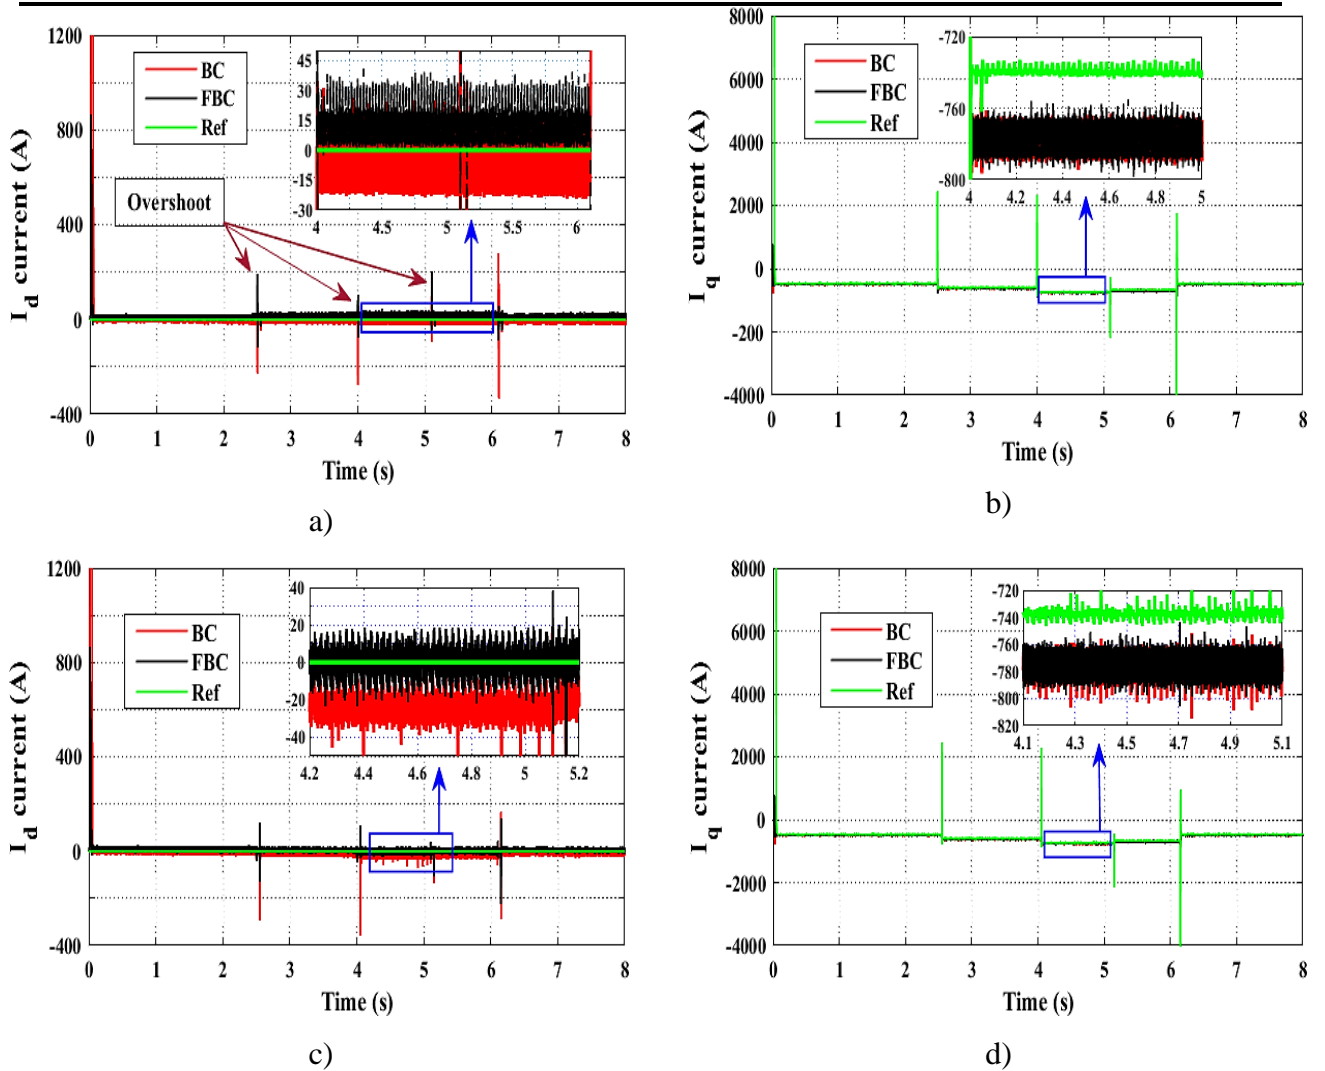 1200
800
400
0
-400
I_d current (A)
BC
FBC
Ref
Overshoot
45
30
15
0
-15
-30
4 4.5 5 5.5 6
0 1 2 3 4 5 6 7 8
Time (s)
a)
8000
6000
4000
2000
0
-200
-4000
I_q current (A)
BC
FBC
Ref
-720
-760
-800
4 4.2 4.4 4.6 4.8 5
0 1 2 3 4 5 6 7 8
Time (s)
b)
1200
800
400
0
-400
I_d current (A)
BC
FBC
Ref
40
20
0
-20
-40
4.2 4.4 4.6 4.8 5 5.2
0 1 2 3 4 5 6 7 8
Time (s)
c)
8000
6000
4000
2000
0
-2000
-4000
I_q current (A)
BC
FBC
Ref
-720
-740
-760
-780
-800
-820
4.1 4.3 4.5 4.7 4.9 5.1
0 1 2 3 4 5 6 7 8
Time (s)
d)